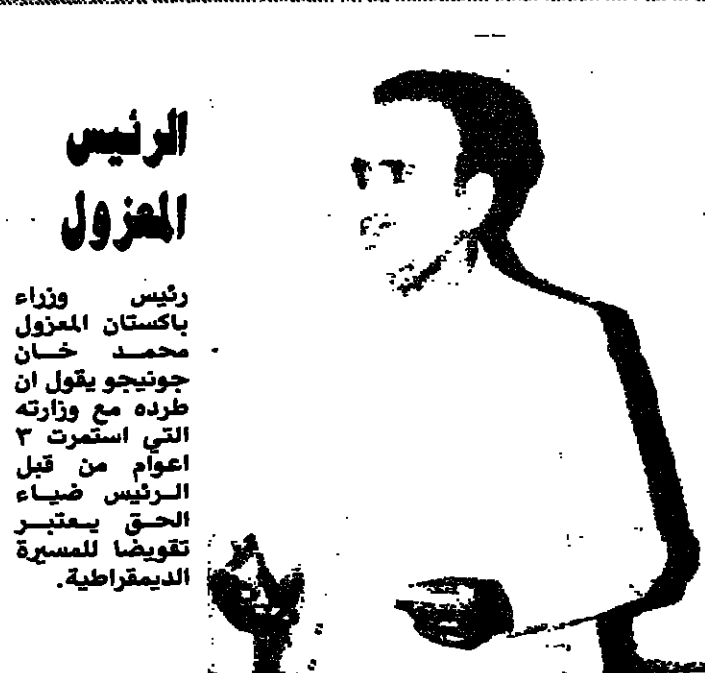 الرئيس
المعزول
رئيس وزراء
باكستان المعزول
محمد خان
جونيجو يقول ان
طرده مع وزارته
التي استمرت ٣
اعوام من قبل
الرئيس ضياء
الحق يعتبر
تقويضا للمسيرة
الديمقراطية.